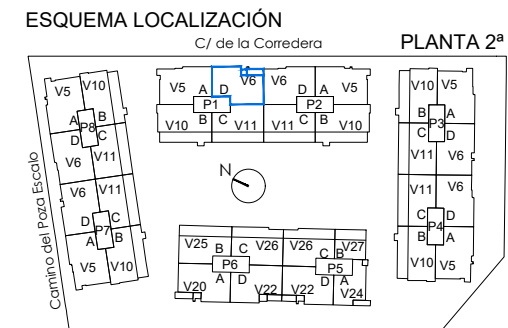 ESQUEMA LOCALIZACIÓN
C/ de la Corredera
PLANTA 2ª
V5 A D V6 V6 A V5
P1 P2
V10 B C V11 V11 C B V10
D
V5 V10
A B
P8
D C
V6 V11
V6 V11
D C
P7
A B
V5 V10
Camino del Poza Escalo
V10 V5
B A
P3
C D
V11 V6
V11 V6
C D
P4
B A
V10 V5
N
V25 B C V26 V26 C B V27
P6 P5
V20 A D V22 V22 D A V24